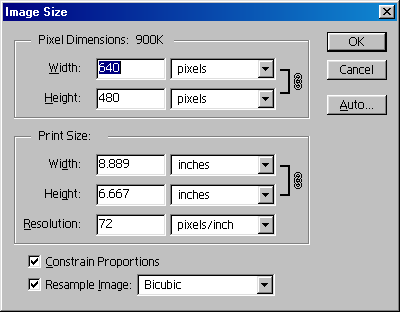 Image Size
Pixel Dimensions: 900K
Width: 640 pixels
Height: 480 pixels
OK
Cancel
Auto...
Print Size:
Width: 8.889 inches
Height: 6.667 inches
Resolution: 72 pixels/inch
Constrain Proportions
Resample Image: Bicubic